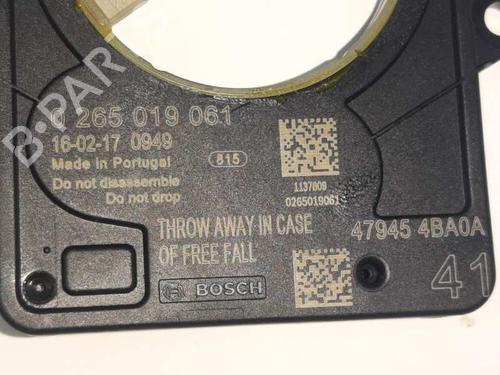 B-PARTS
0 265 019 061
16-02-17 0949
Made in Portugal
815
Do not disassemble
Do not drop
1137809
0265019061
THROW AWAY IN CASE
OF FREE FALL
47945 4BA0A
BOSCH
41